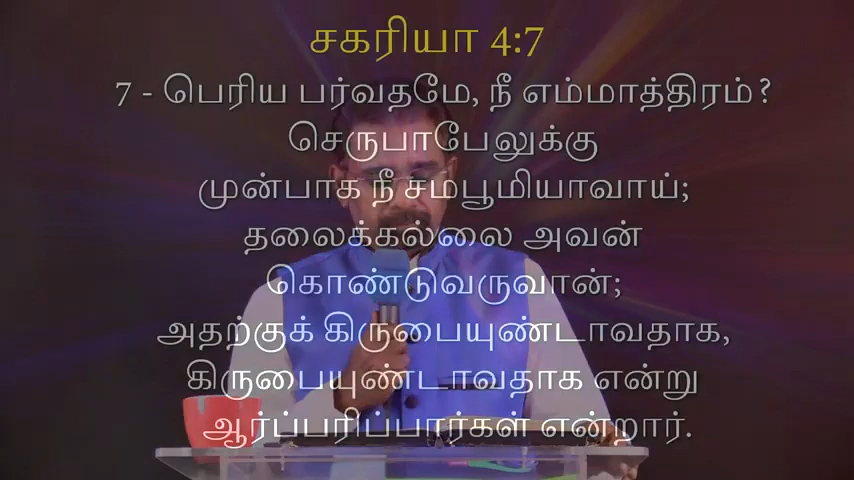 சகரியா 4:7
7 - பெரிய பர்வதமே, நீ எம்மாத்திரம்?
செருபாபேலுக்கு
முன்பாக நீ சமபூமியாவாய்;
தலைக்கல்லை அவன்
கொண்டுவருவான்;
அதற்குக் கிருபையுண்டாவதாக,
கிருபையுண்டாவதாக என்று
ஆர்ப்பரிப்பார்கள் என்றார்.